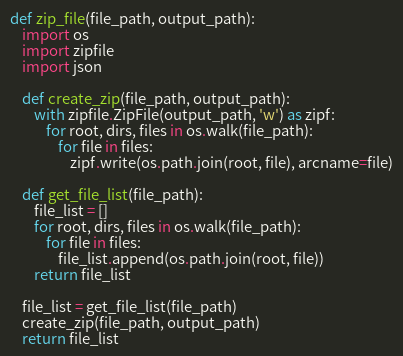 def zip_file(file_path, output_path):
    import os
    import zipfile
    import json

    def create_zip(file_path, output_path):
        with zipfile.ZipFile(output_path, 'w') as zipf:
            for root, dirs, files in os.walk(file_path):
                for file in files:
                    zipf.write(os.path.join(root, file), arcname=file)

    def get_file_list(file_path):
        file_list = []
        for root, dirs, files in os.walk(file_path):
            for file in files:
                file_list.append(os.path.join(root, file))
        return file_list

    file_list = get_file_list(file_path)
    create_zip(file_path, output_path)
    return file_list